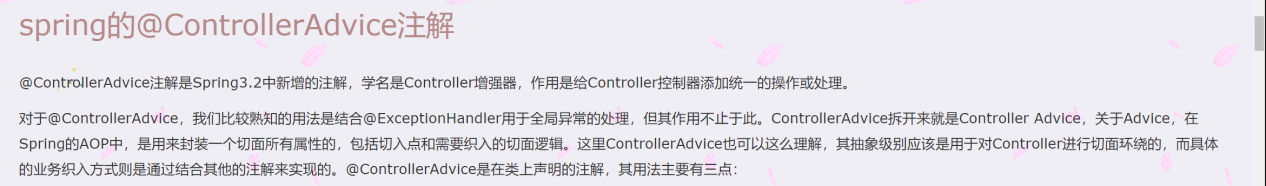 spring的@ControllerAdvice注解
@ControllerAdvice注解是Spring3.2中新增的注解，学名是Controller增强器，作用是给Controller控制器添加统一的操作或处理。
对于@ControllerAdvice，我们比较熟知的用法是结合@ExceptionHandler用于全局异常的处理，但其作用不止于此。ControllerAdvice拆开来就是Controller Advice，关于Advice，在
Spring的AOP中，是用来封装一个切面所有属性的，包括切入点和需要织入的切面逻辑。这里ControllerAdvice也可以这么理解，其抽象级别应该是用于对Controller进行切面环绕的，而具体
的业务织入方式则是通过结合其他的注解来实现的。@ControllerAdvice是在类上声明的注解，其用法主要有三点：